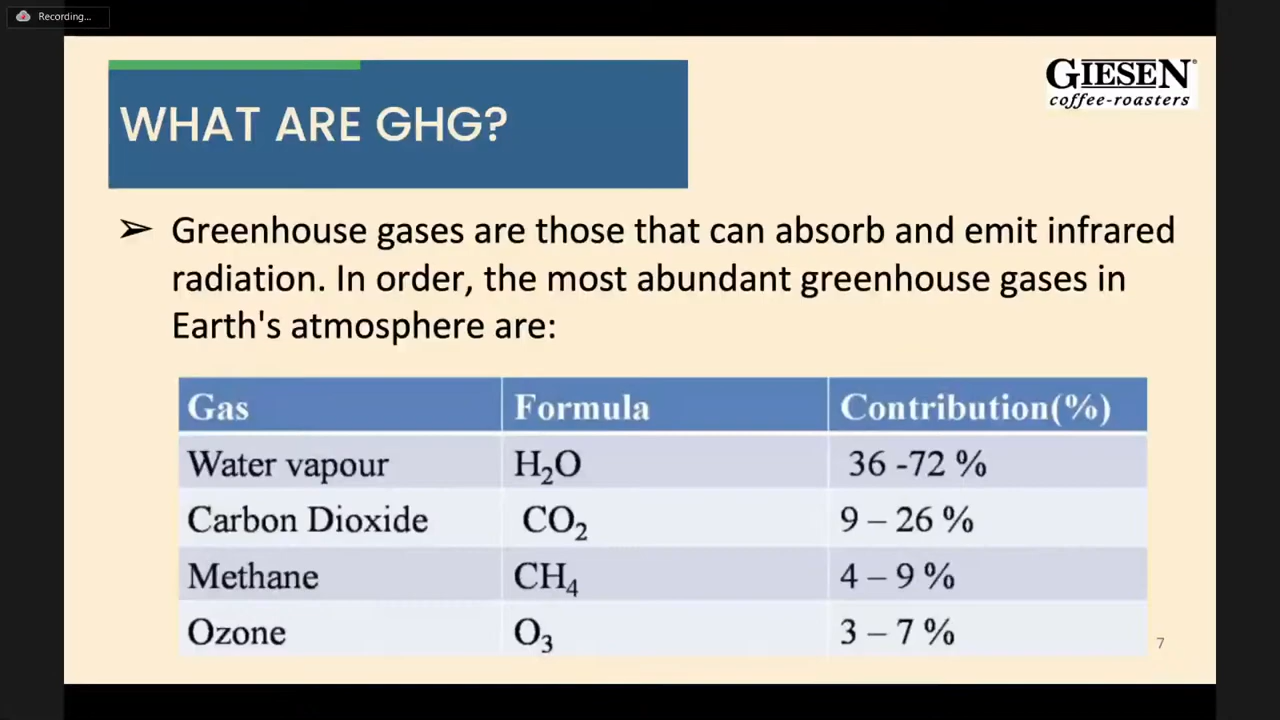 Recording...
GIESEN®
coffee-roasters
WHAT ARE GHG?
➢ Greenhouse gases are those that can absorb and emit infrared
radiation. In order, the most abundant greenhouse gases in
Earth's atmosphere are:
Gas Formula Contribution(%)
Water vapour H₂O 36 -72 %
Carbon Dioxide CO₂ 9 – 26 %
Methane CH₄ 4 – 9 %
Ozone O₃ 3 – 7 %
7